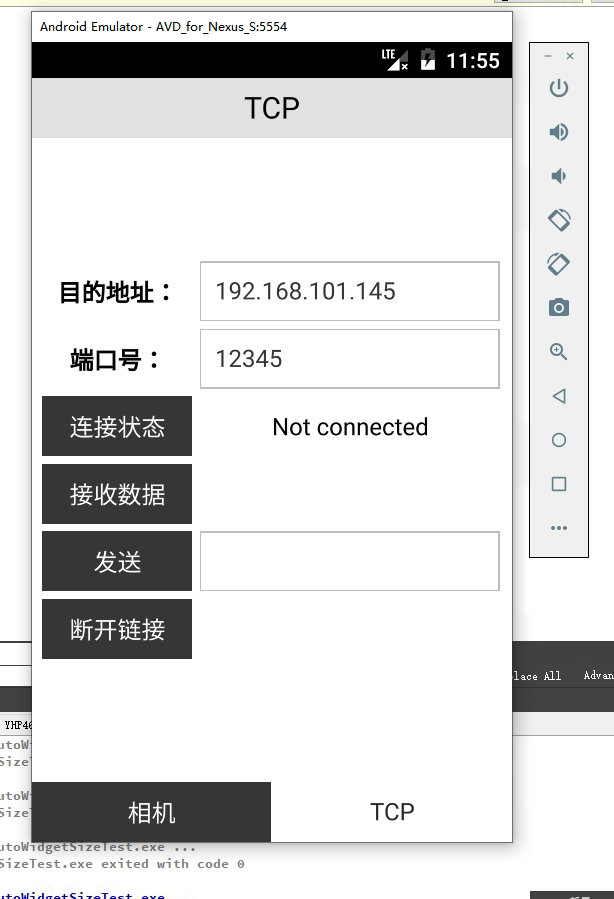 Android Emulator - AVD_for_Nexus_S:5554
LTE 11:55
TCP
目的地址： 192.168.101.145
端口号： 12345
连接状态 Not connected
接收数据
发送
断开链接
lace All Advan
YHP46
相机 TCP
utoWi
SizeT
utoWi
SizeT
utoWidgetSizeTest.exe ...
SizeTest.exe exited with code 0
utoWidgetSizeTest.exe